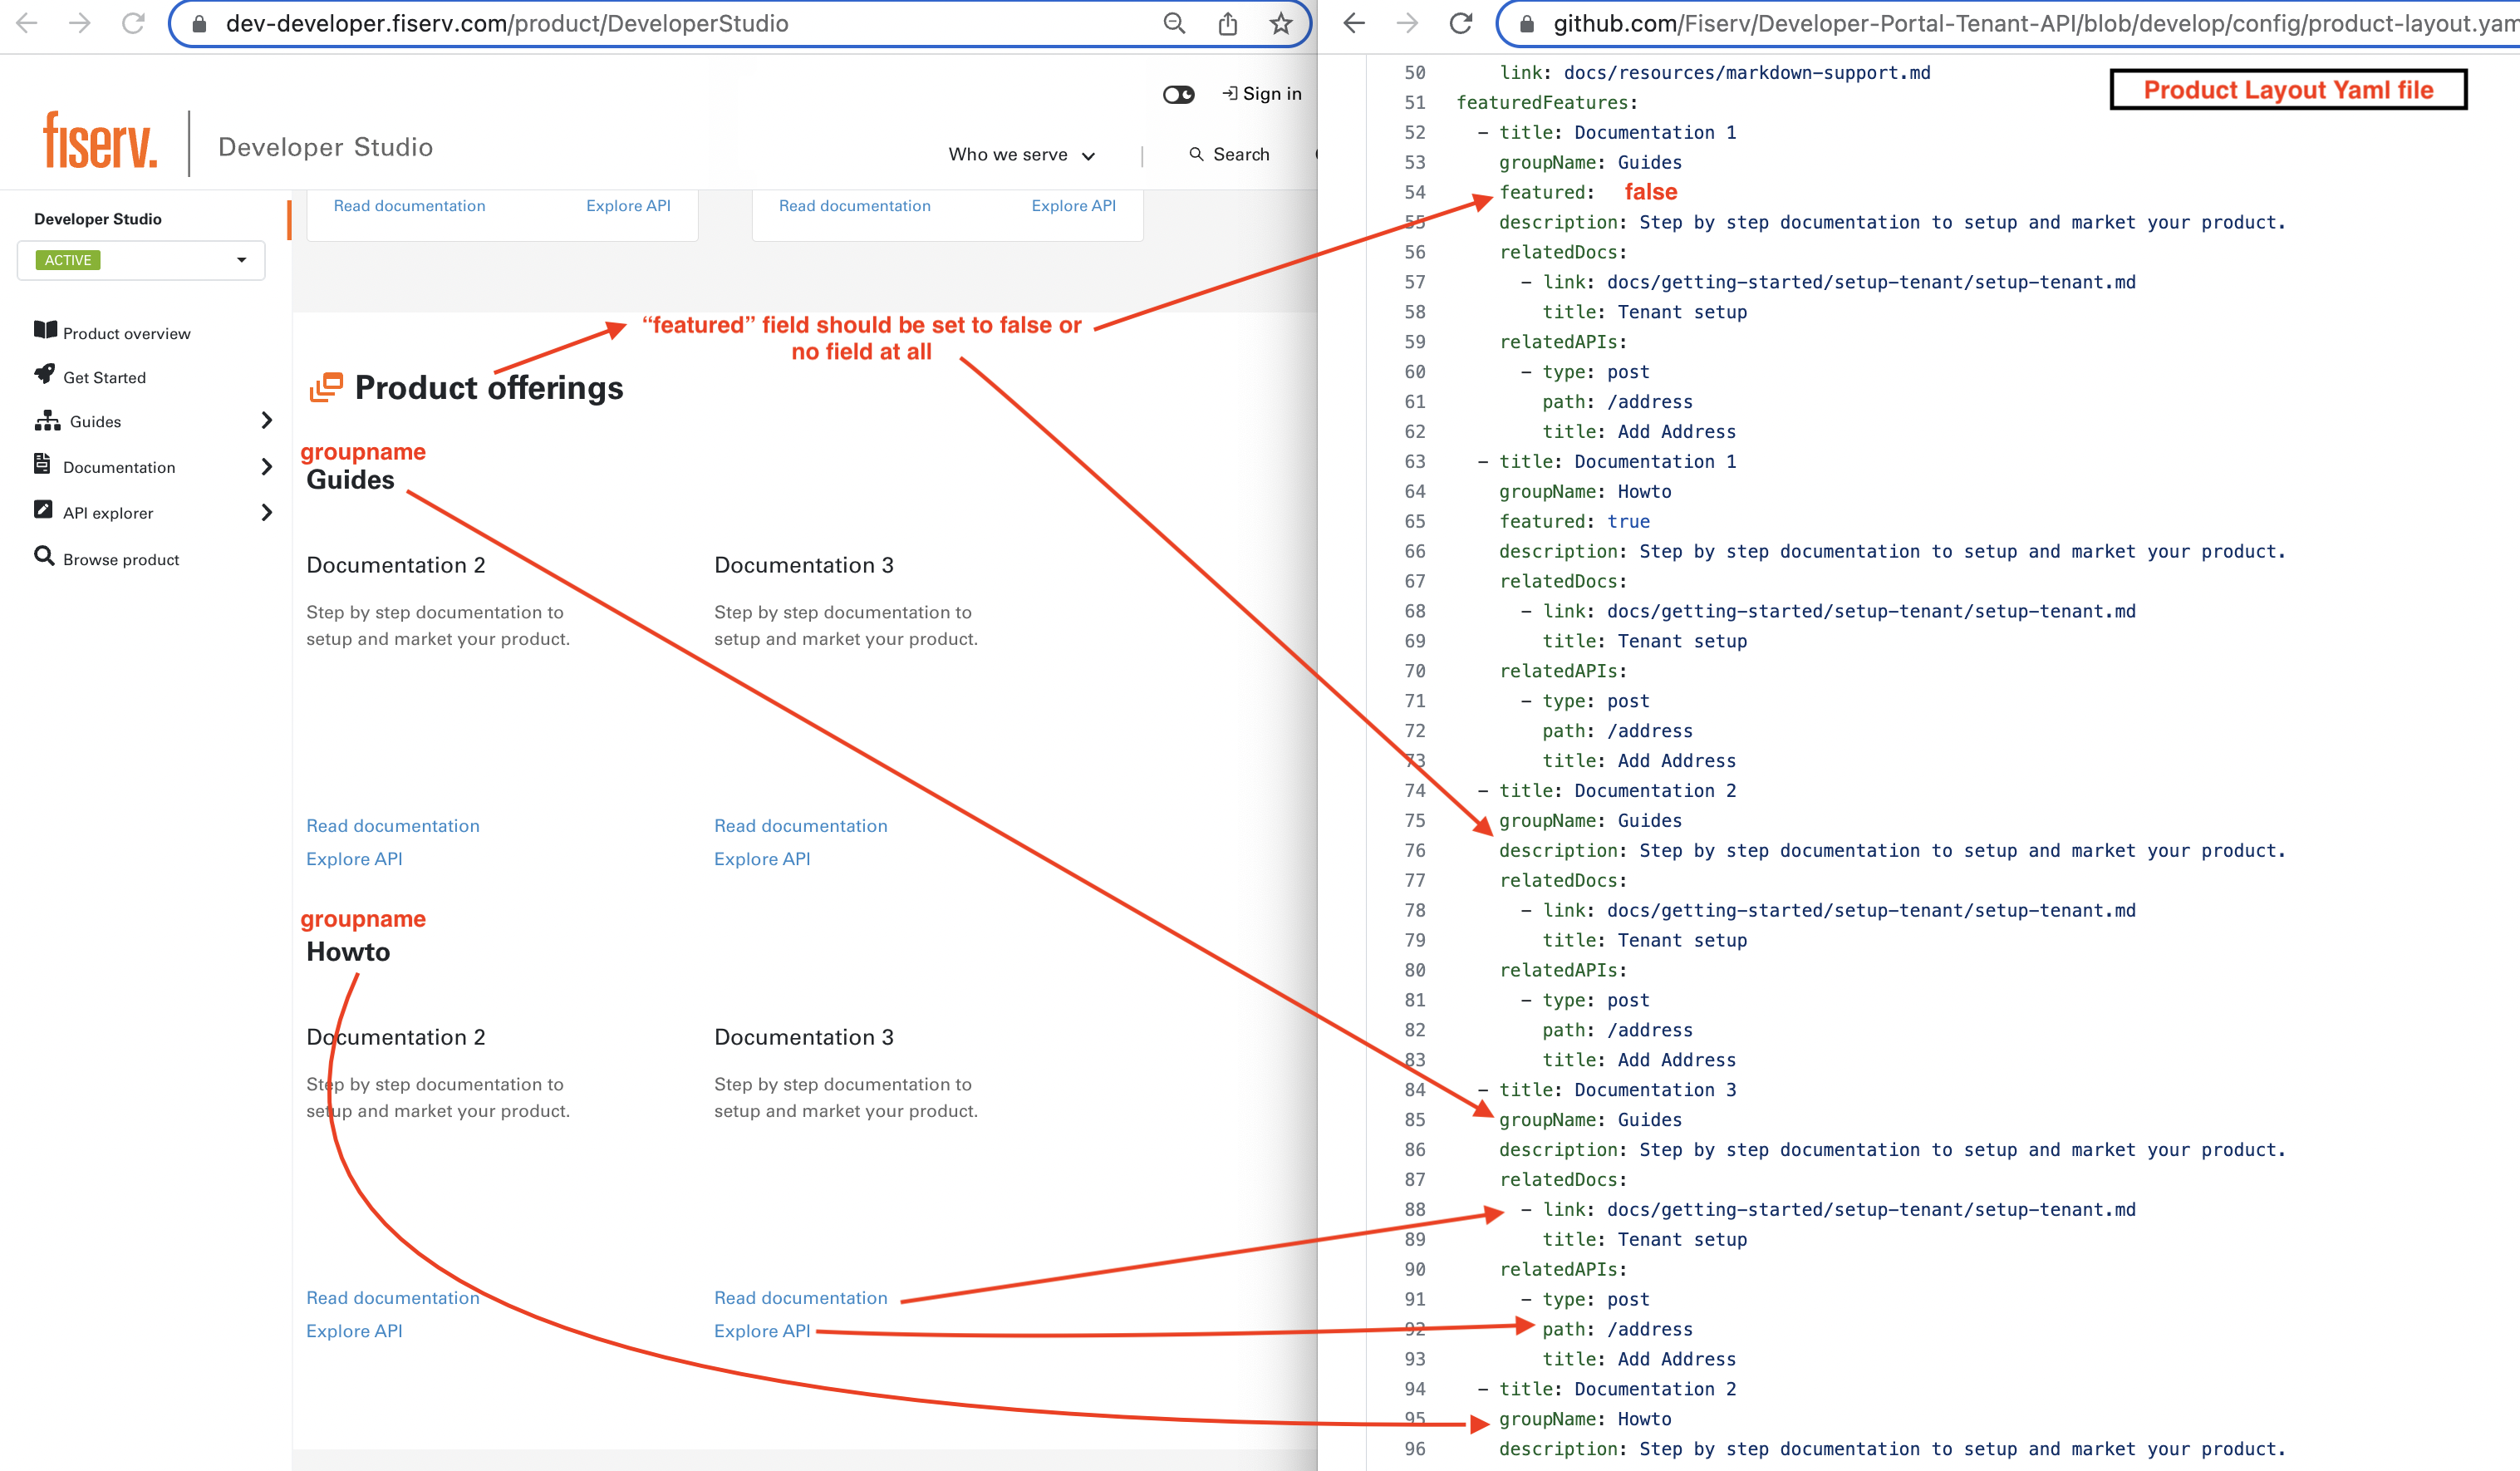 dev-developer.fiserv.com/product/DeveloperStudio
fiserv.
Developer Studio
Sign in
Who we serve
Search
Developer Studio
ACTIVE
Product overview
Get Started
Guides
Documentation
API explorer
Browse product
Read documentation
Explore API
Read documentation
Explore API
“featured” field should be set to false or
no field at all
Product offerings
groupname
Guides
Documentation 2
Documentation 3
Step by step documentation to
setup and market your product.
Step by step documentation to
setup and market your product.
Read documentation
Read documentation
Explore API
Explore API
groupname
Howto
Documentation 2
Documentation 3
Step by step documentation to
setup and market your product.
Step by step documentation to
setup and market your product.
Read documentation
Read documentation
Explore API
Explore API
github.com/Fiserv/Developer-Portal-Tenant-API/blob/develop/config/product-layout.yam
Product Layout Yaml file
50 link: docs/resources/markdown-support.md
51 featuredFeatures:
52 - title: Documentation 1
53 groupName: Guides
54 featured: false
55 description: Step by step documentation to setup and market your product.
56 relatedDocs:
57 - link: docs/getting-started/setup-tenant/setup-tenant.md
58 title: Tenant setup
59 relatedAPIs:
60 - type: post
61 path: /address
62 title: Add Address
63 - title: Documentation 1
64 groupName: Howto
65 featured: true
66 description: Step by step documentation to setup and market your product.
67 relatedDocs:
68 - link: docs/getting-started/setup-tenant/setup-tenant.md
69 title: Tenant setup
70 relatedAPIs:
71 - type: post
72 path: /address
73 title: Add Address
74 - title: Documentation 2
75 groupName: Guides
76 description: Step by step documentation to setup and market your product.
77 relatedDocs:
78 - link: docs/getting-started/setup-tenant/setup-tenant.md
79 title: Tenant setup
80 relatedAPIs:
81 - type: post
82 path: /address
83 title: Add Address
84 - title: Documentation 3
85 groupName: Guides
86 description: Step by step documentation to setup and market your product.
87 relatedDocs:
88 - link: docs/getting-started/setup-tenant/setup-tenant.md
89 title: Tenant setup
90 relatedAPIs:
91 - type: post
92 path: /address
93 title: Add Address
94 - title: Documentation 2
95 groupName: Howto
96 description: Step by step documentation to setup and market your product.